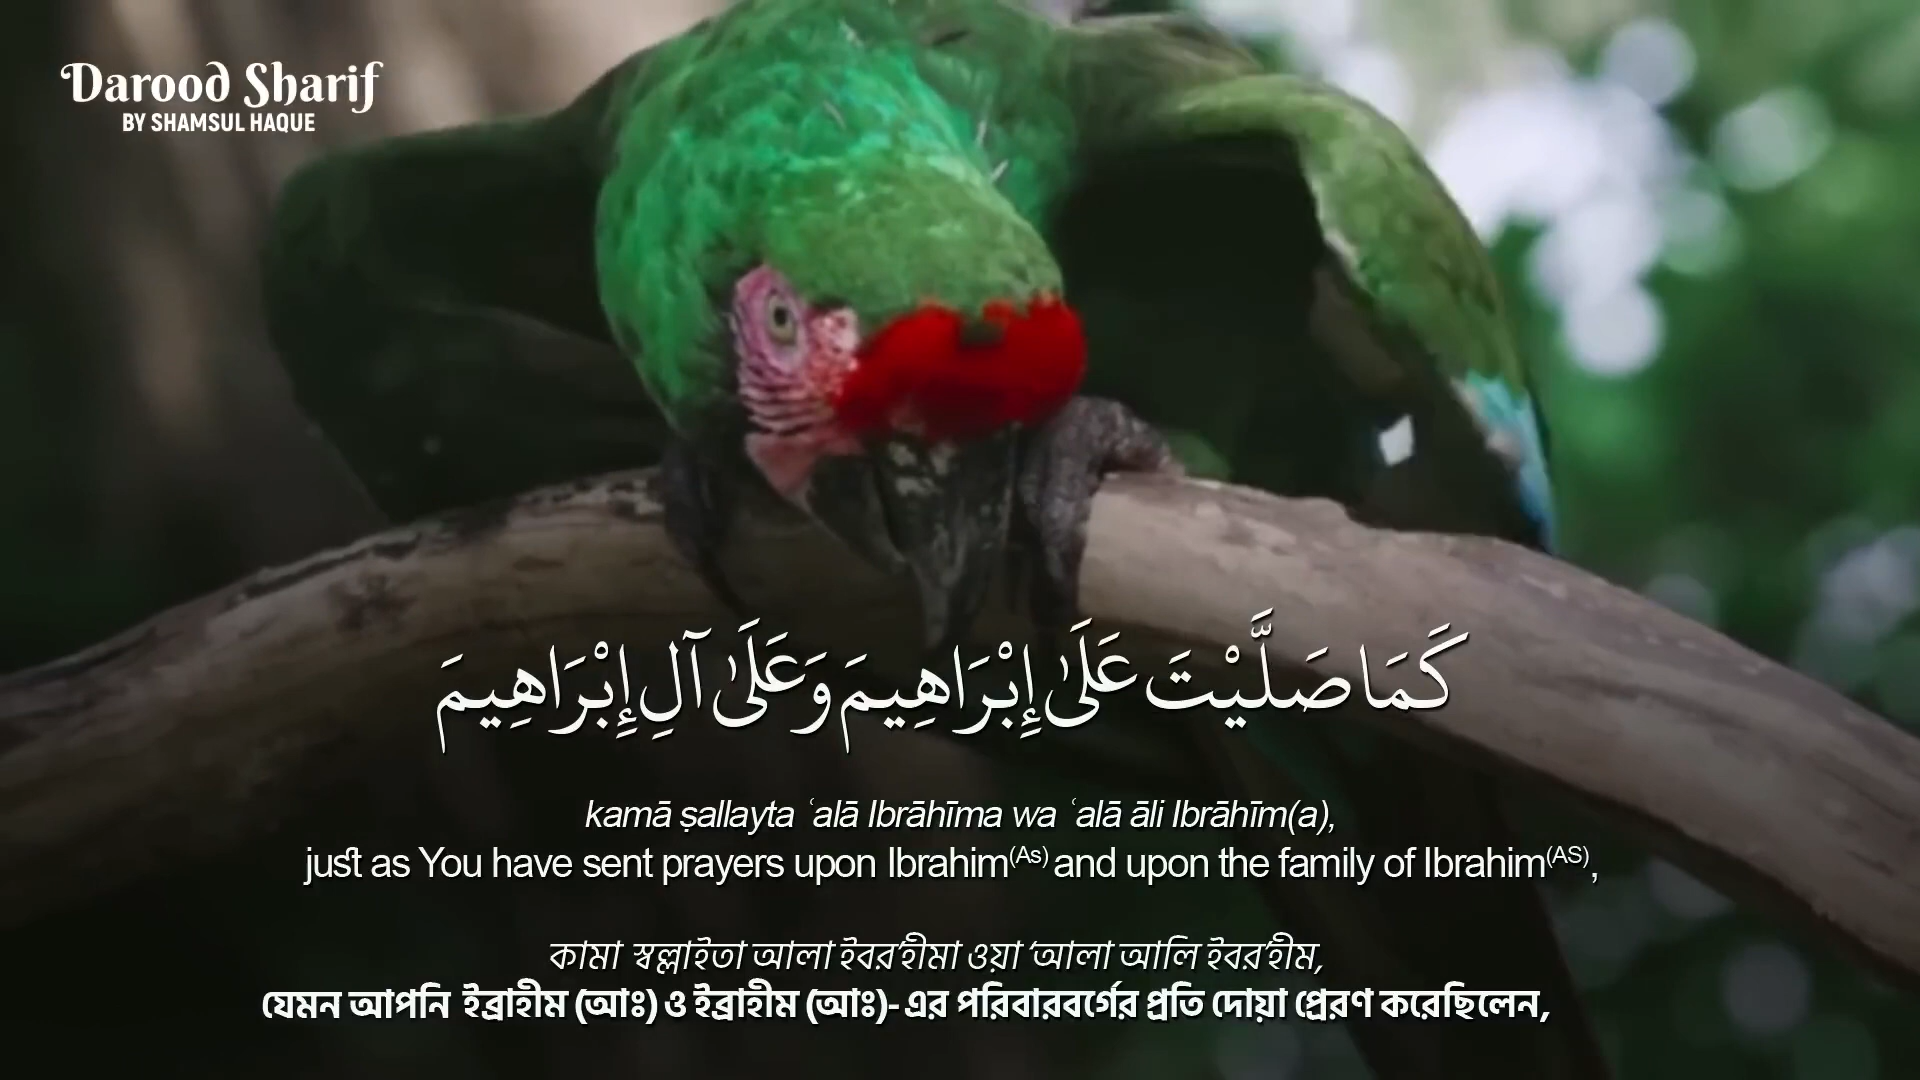 Darood Sharif
BY SHAMSUL HAQUE
كَمَا صَلَّيْتَ عَلَىٰ إِبْرَاهِيمَ وَعَلَىٰ آلِ إِبْرَاهِيمَ
kamā ṣallayta ʿalā Ibrāhīma wa ʿalā āli Ibrāhīm(a),
just as You have sent prayers upon Ibrahim(As) and upon the family of Ibrahim(AS),
কামা স্বল্লাইতা আলা ইবর’হীমা ওয়া ‘আলা আলি ইবর’হীম,
যেমন আপনি ইব্রাহীম (আঃ) ও ইব্রাহীম (আঃ)- এর পরিবারবর্গের প্রতি দোয়া প্রেরণ করেছিলেন,